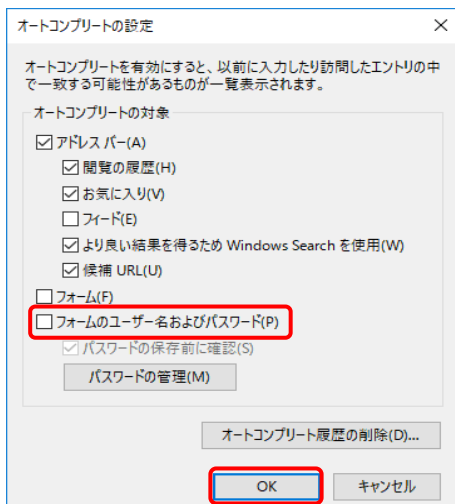 オートコンプリートの設定
オートコンプリートを有効にすると、以前に入力したり訪問したエントリの中
で一致する可能性があるものが一覧表示されます。
オートコンプリートの対象
アドレス バー(A)
閲覧の履歴(H)
お気に入り(V)
フィード(E)
より良い結果を得るため Windows Search を使用(W)
候補 URL(U)
フォーム(F)
フォームのユーザー名およびパスワード(P)
パスワードの保存前に確認(S)
パスワードの管理(M)
オートコンプリート履歴の削除(D)...
OK
キャンセル